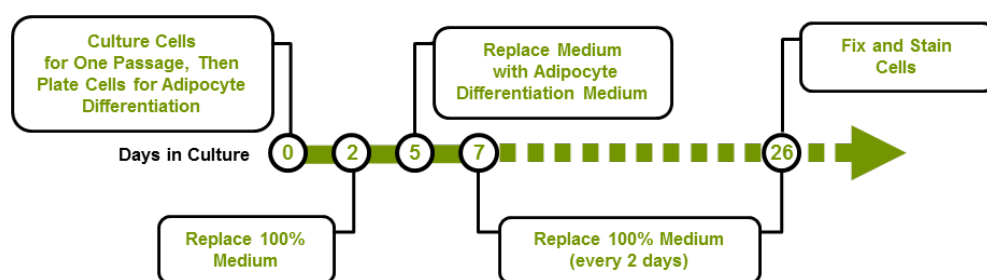 Culture Cells
for One Passage, Then
Plate Cells for Adipocyte
Differentiation
Replace Medium
with Adipocyte
Differentiation Medium
Fix and Stain
Cells
Days in Culture
0
2
5
7
26
Replace 100%
Medium
Replace 100% Medium
(every 2 days)